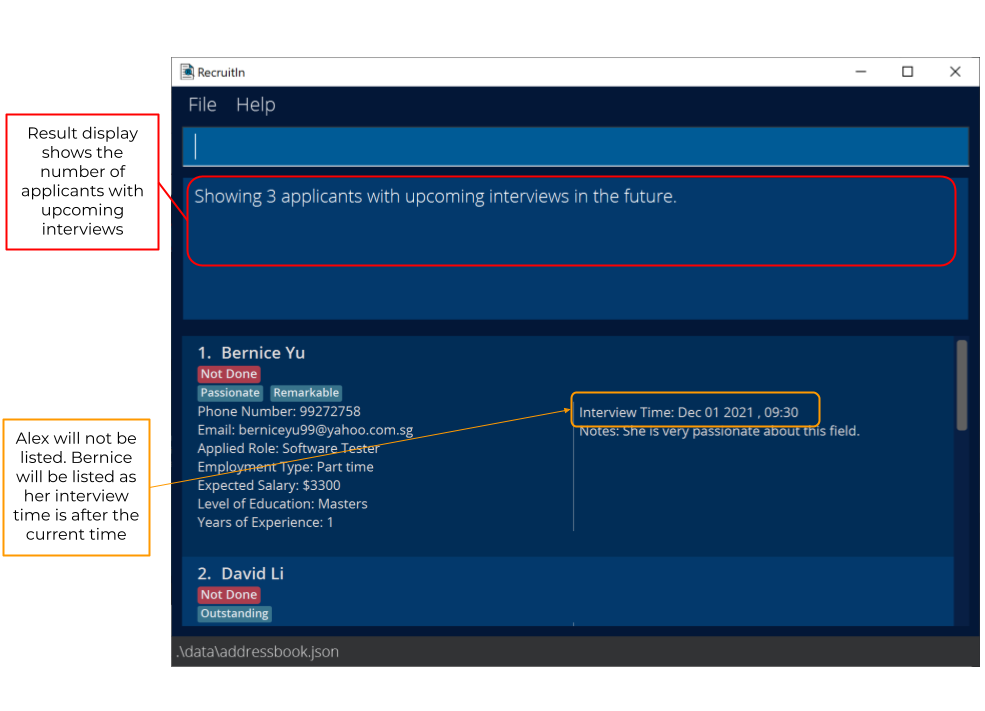 RecruitIn
File Help
Result display
shows the
number of
applicants with
upcoming
interviews
Showing 3 applicants with upcoming interviews in the future.
1. Bernice Yu
Not Done
Passionate Remarkable
Phone Number: 99272758
Email: berniceyu99@yahoo.com.sg
Applied Role: Software Tester
Employment Type: Part time
Expected Salary: $3300
Level of Education: Masters
Years of Experience: 1
Interview Time: Dec 01 2021 , 09:30
Notes: She is very passionate about this field.
Alex will not be
listed. Bernice
will be listed as
her interview
time is after the
current time
2. David Li
Not Done
Outstanding
.\data\addressbook.json